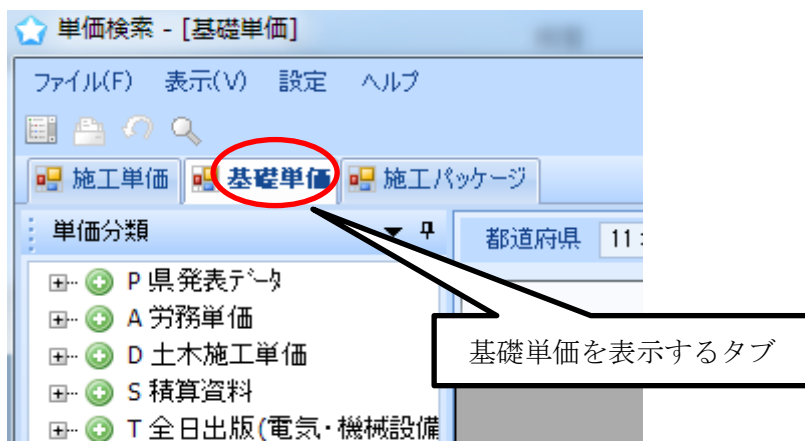 単価検索 - [基礎単価]
ファイル(F) 表示(V) 設定 ヘルプ
施工単価 基礎単価 施工パッケージ
単価分類
都道府県 11:
P 県発表ﾃﾞｰﾀ
A 労務単価
D 土木施工単価
S 積算資料
T 全日出版(電気・機械設備
基礎単価を表示するタブ